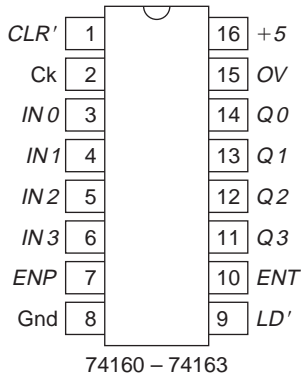 CLR' 1 16 +5
Ck 2 15 OV
IN0 3 14 Q0
IN1 4 13 Q1
IN2 5 12 Q2
IN3 6 11 Q3
ENP 7 10 ENT
Gnd 8 9 LD'
74160 – 74163